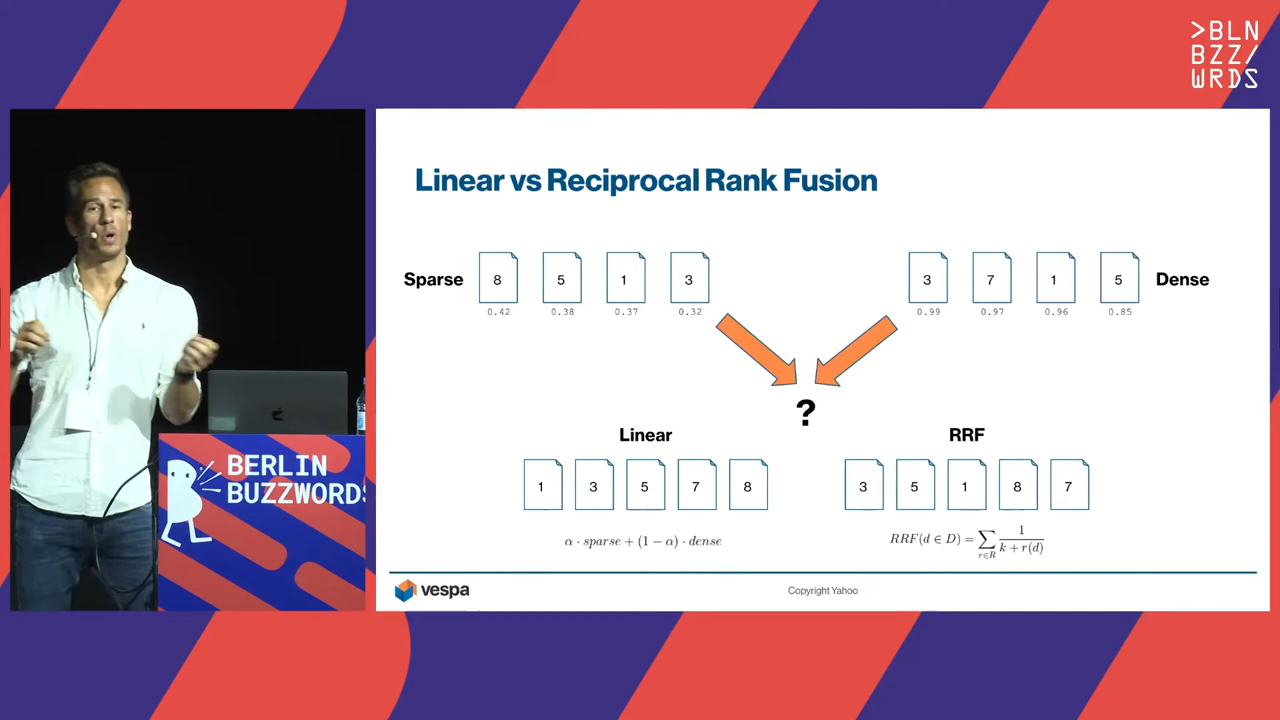 >BLN
BZZ/
WRDS
Linear vs Reciprocal Rank Fusion
Sparse 8 5 1 3
0.42 0.38 0.37 0.32
3 7 1 5 Dense
0.99 0.97 0.96 0.85
?
Linear
1 3 5 7 8
α · sparse + (1 − α) · dense
RRF
3 5 1 8 7
RRF(d ∈ D) = ∑_{r∈R} 1/(k + r(d))
vespa
Copyright Yahoo
BERLIN
BUZZWORDS